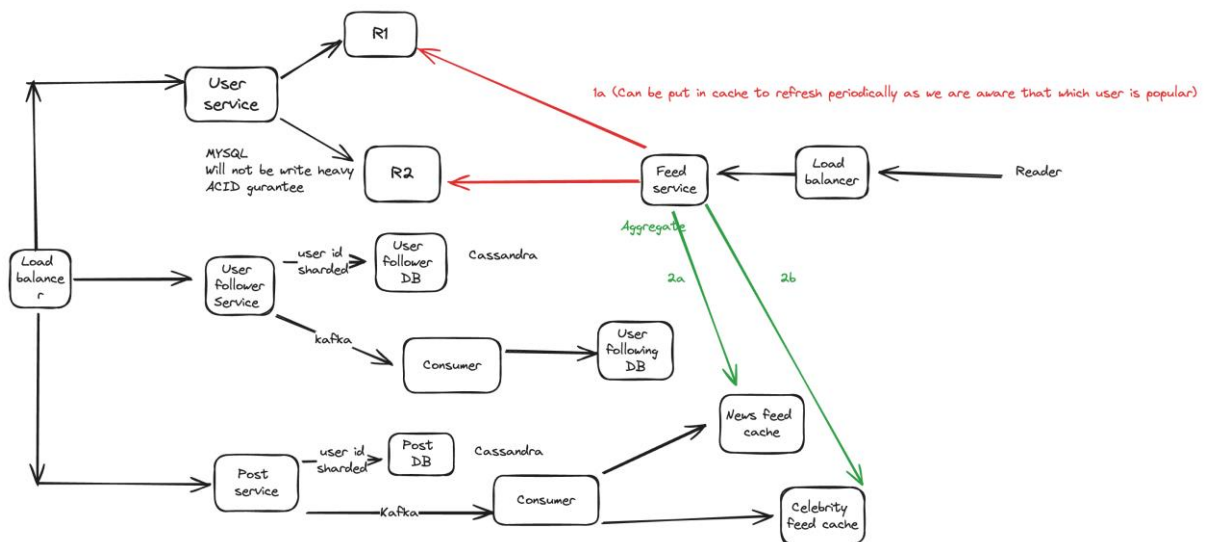 R1
User
service
1a (Can be put in cache to refresh periodically as we are aware that which user is popular)
MYSQL
Will not be write heavy
ACID gurantee
R2
Feed
service
Load
balancer
Reader
Aggregate
Load
balance
r
User
follower
Service
user id
sharded
User
follower
DB
Cassandra
2a
2b
Kafka
Consumer
User
following
DB
News feed
cache
Post
service
user id
sharded
Post
DB
Cassandra
Kafka
Consumer
Celebrity
feed cache